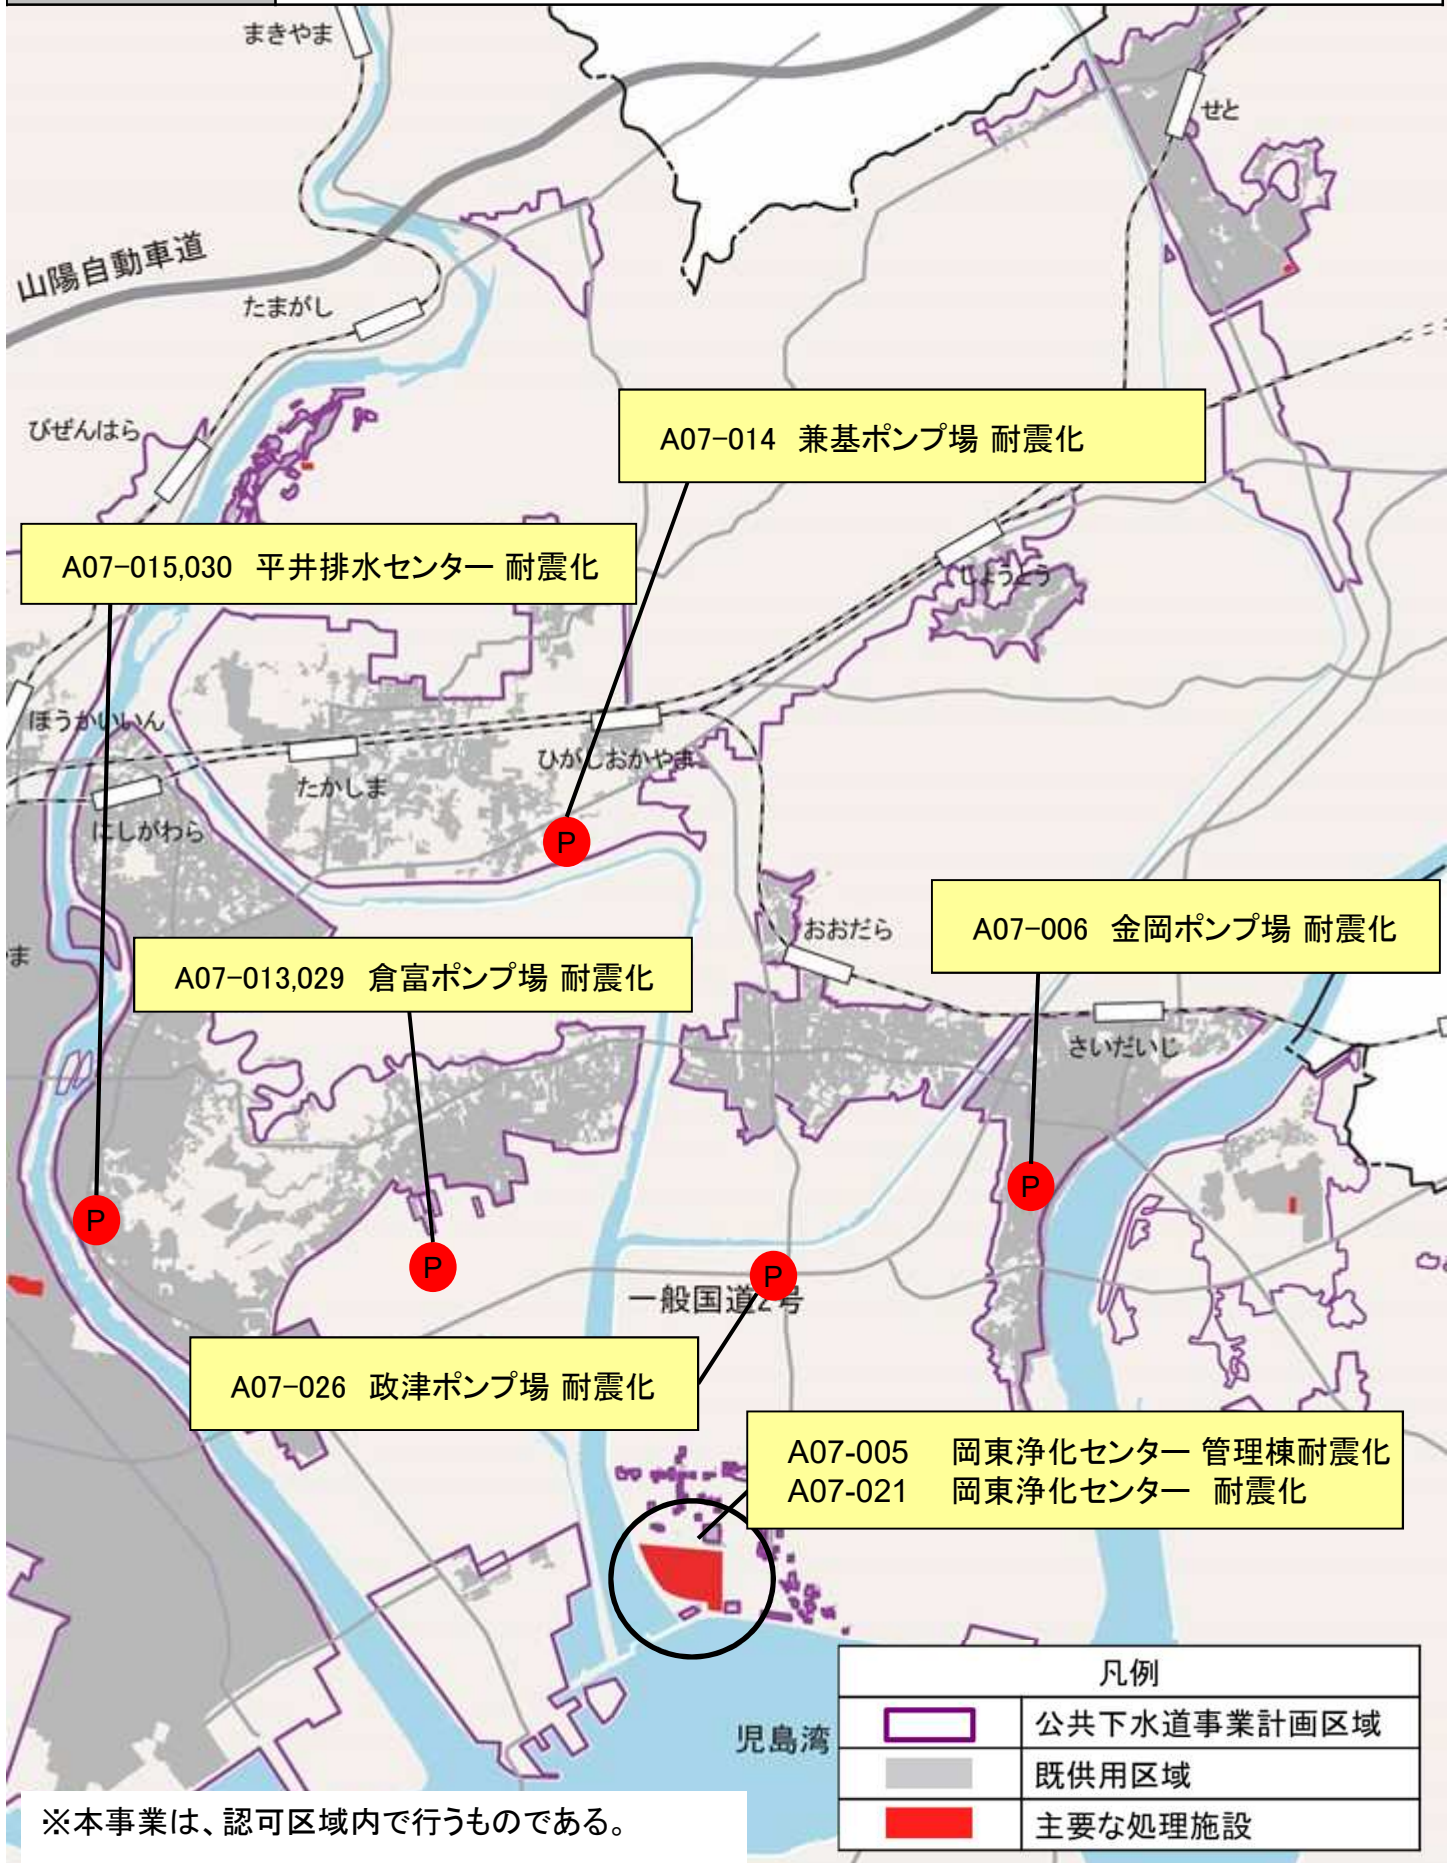 まきやま
せと
山陽自動車道
たまがし
びぜんはら
A07-014 兼基ポンプ場 耐震化
A07-015,030 平井排水センター 耐震化
じょうとう
ほうかいいん
ひがしおかやま
たかしま
にしがわら
P
おおだら
A07-006 金岡ポンプ場 耐震化
ま
A07-013,029 倉富ポンプ場 耐震化
さいだいじ
P
P
P
P
一般国道2号
A07-026 政津ポンプ場 耐震化
A07-005 岡東浄化センター 管理棟耐震化
A07-021 岡東浄化センター 耐震化
児島湾
凡例
公共下水道事業計画区域
既供用区域
主要な処理施設
※本事業は、認可区域内で行うものである。